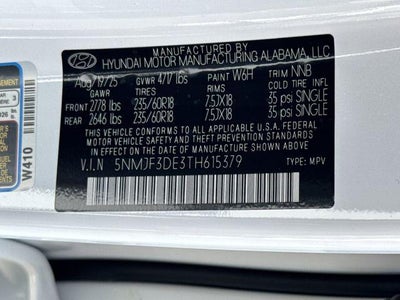 MANUFACTURED BY
HYUNDAI MOTOR MANUFACTURING ALABAMA, LLC
GVWR 4717 lbs PAINT W6H TRIM NNB
GAWR TIRE RIM COLD TIRE INFL
FRONT 2778 lbs 235/60R18 7.5JX18 35 psi SINGLE
REAR 2646 lbs 235/60R18 7.5JX18 35 psi SINGLE
THIS VEHICLE CONFORMS TO ALL APPLICABLE FEDERAL MOTOR VEHICLE SAFETY
AND THEFT PREVENTION STANDARDS IN EFFECT ON THE DATE OF MANUFACTURE SHOWN ABOVE.
V.I.N 5NMJF3DE3TH615379 TYPE: MPV
W410